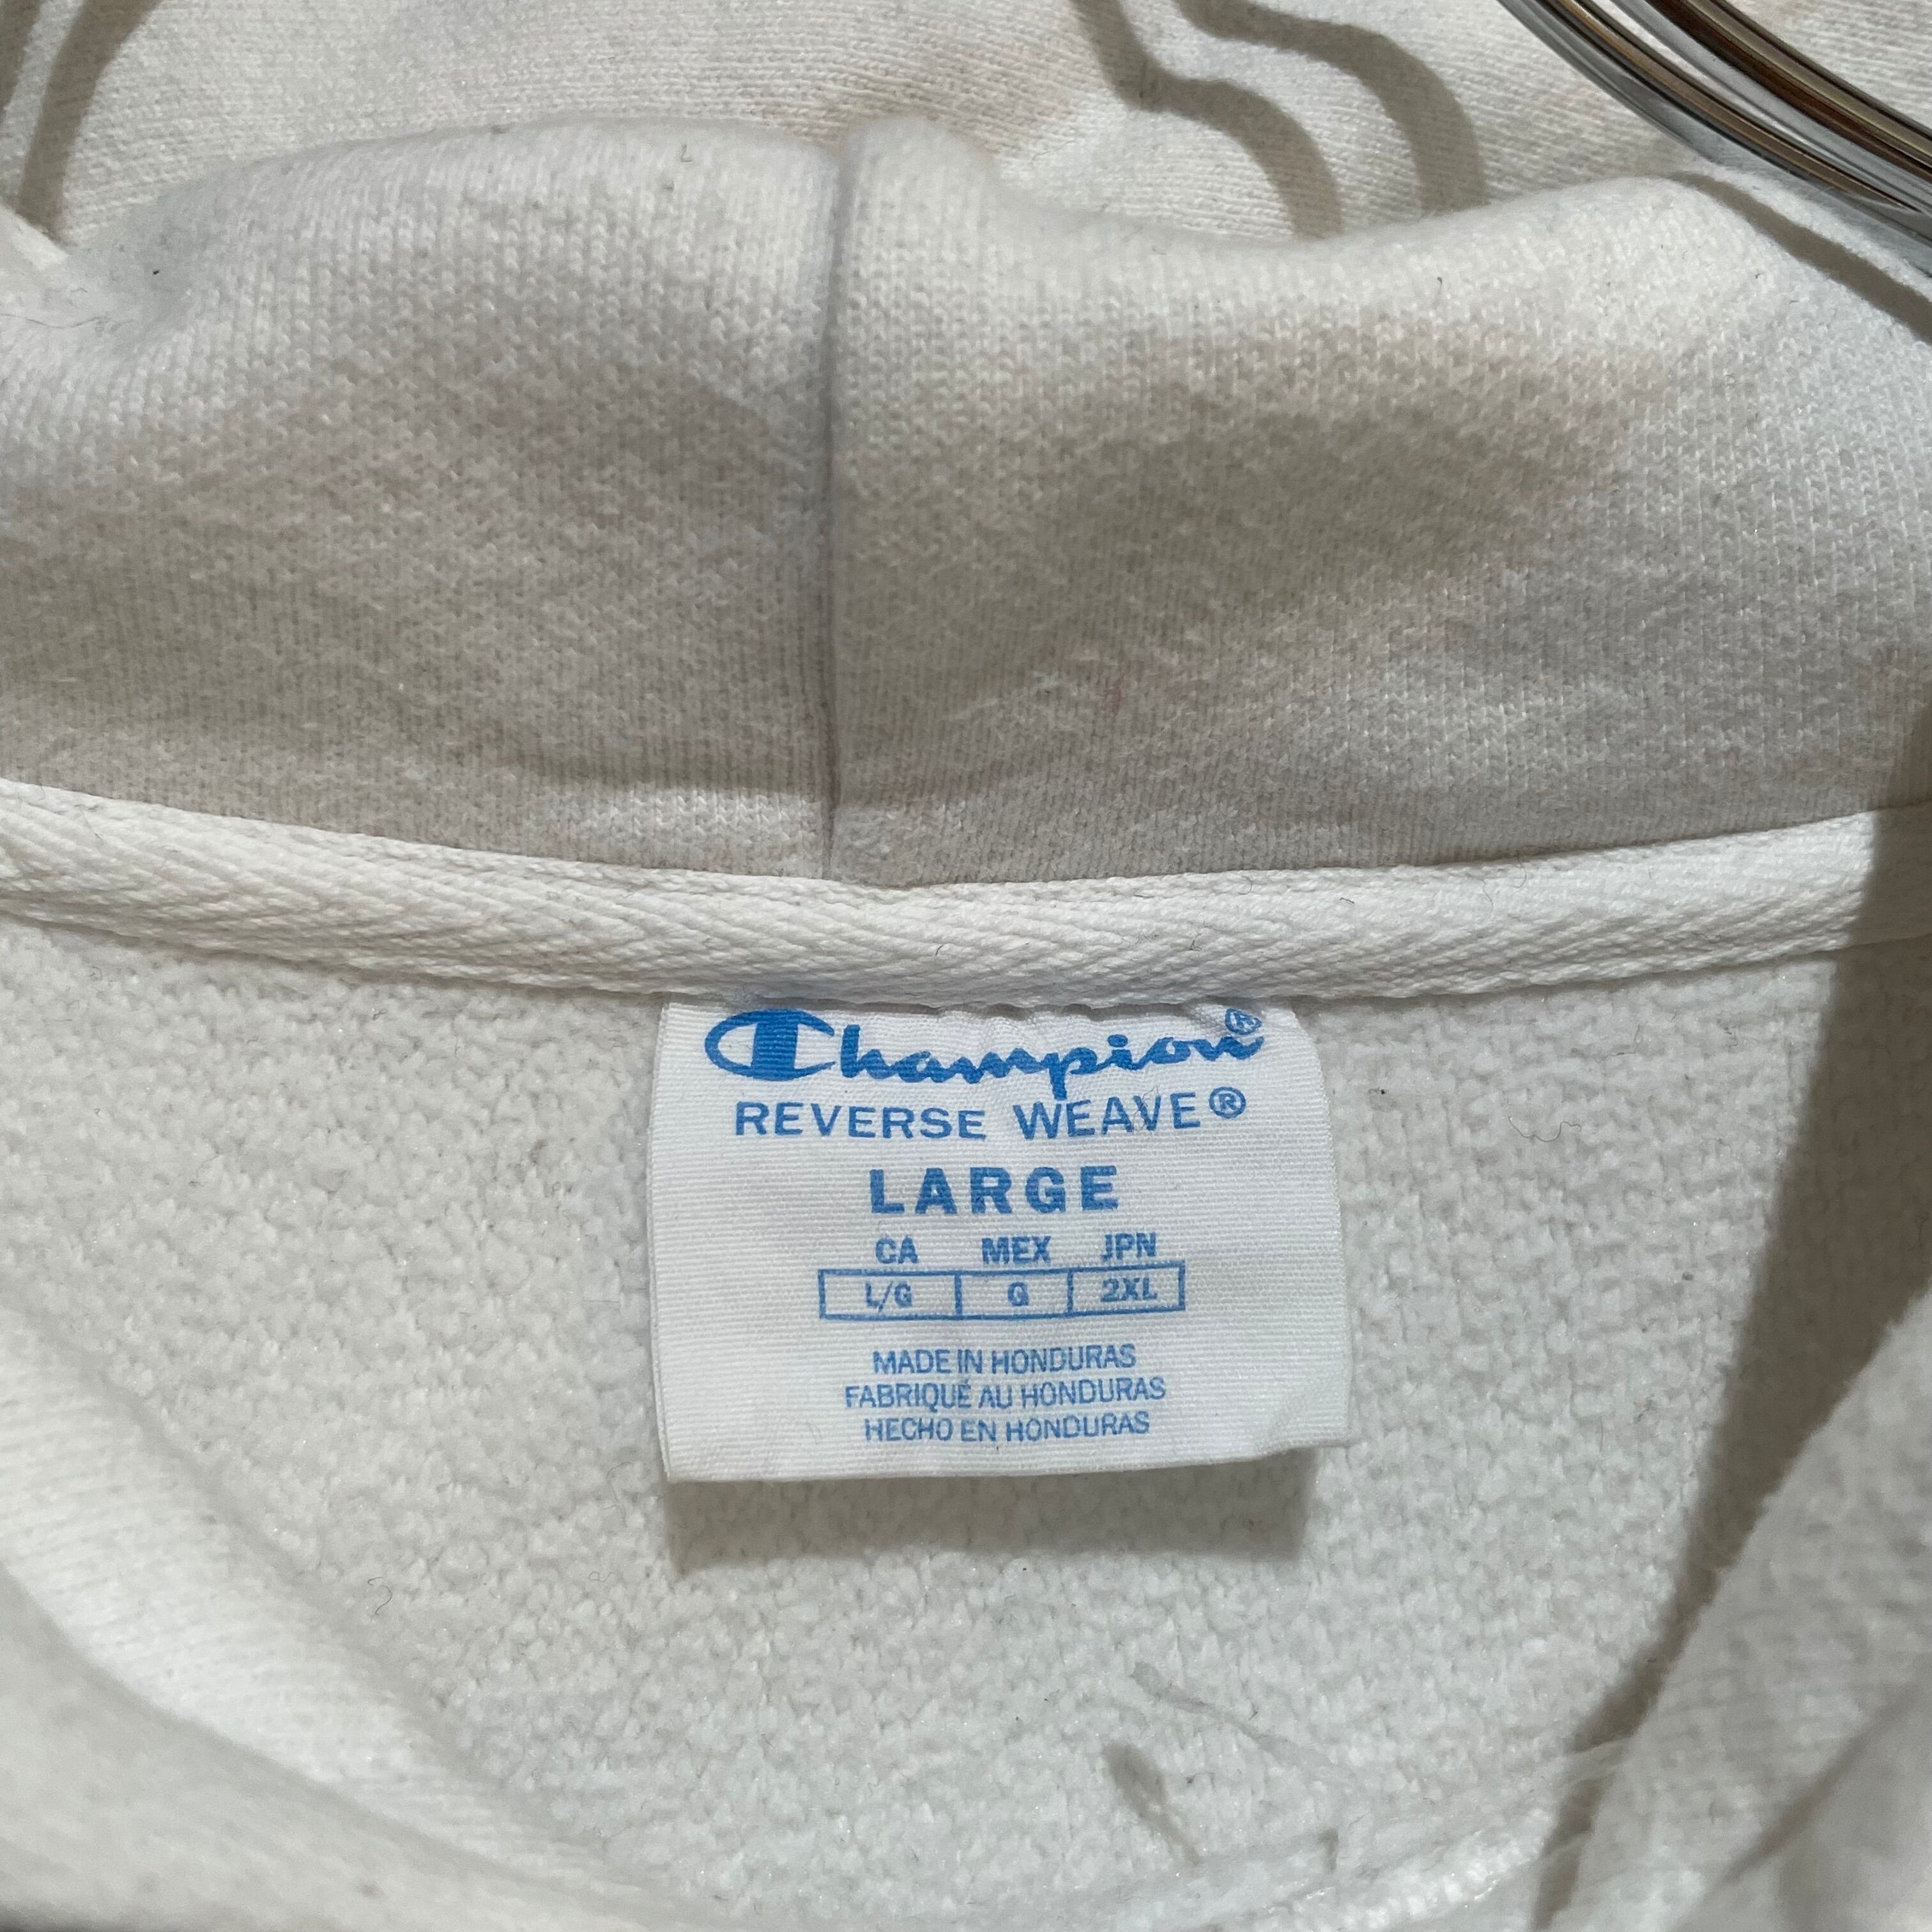 Champion®
REVERSE WEAVE®
LARGE
CA MEX JPN
L/G G 2XL
MADE IN HONDURAS
FABRIQUÉ AU HONDURAS
HECHO EN HONDURAS